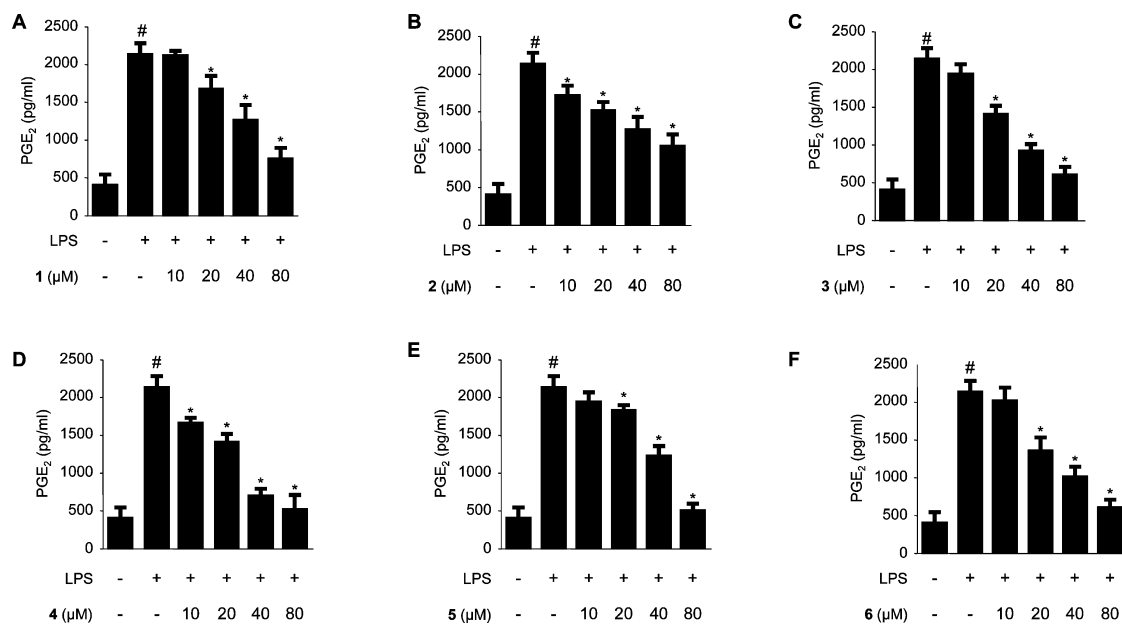 A
PGE₂ (pg/ml)
2500
2000
1500
1000
500
0
#
*
*
*
LPS - + + + + +
1 (µM) - - 10 20 40 80
B
PGE₂ (pg/ml)
2500
2000
1500
1000
500
0
#
*
*
*
*
LPS - + + + + +
2 (µM) - - 10 20 40 80
C
PGE₂ (pg/ml)
2500
2000
1500
1000
500
0
#
*
*
*
LPS - + + + + +
3 (µM) - - 10 20 40 80
D
PGE₂ (pg/ml)
2500
2000
1500
1000
500
0
#
*
*
*
*
LPS - + + + + +
4 (µM) - - 10 20 40 80
E
PGE₂ (pg/ml)
2500
2000
1500
1000
500
0
#
*
*
*
LPS - + + + + +
5 (µM) - - 10 20 40 80
F
PGE₂ (pg/ml)
2500
2000
1500
1000
500
0
#
*
*
*
LPS - + + + + +
6 (µM) - - 10 20 40 80